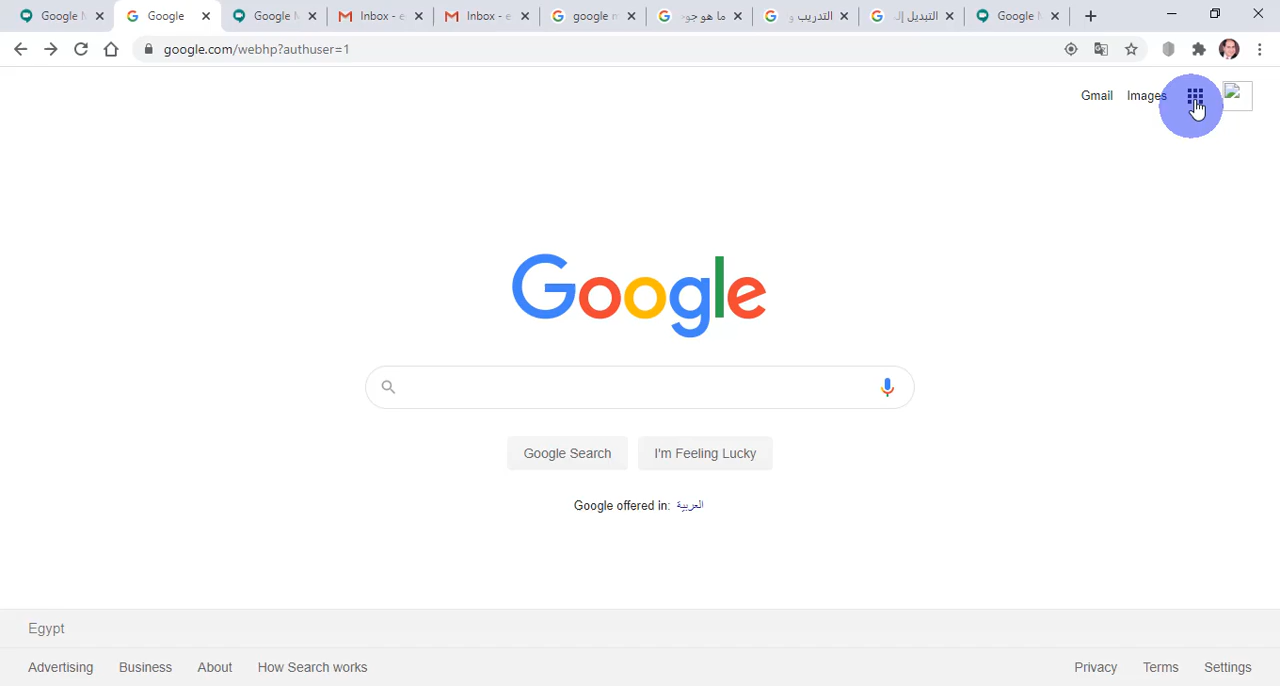 Google M
Google
Google M
Inbox - e
Inbox - e
google m
ما هو جو
التدريب و
التبديل إل
Google M
google.com/webhp?authuser=1
Gmail Images
Google
Google Search I'm Feeling Lucky
Google offered in: العربية
Egypt
Advertising Business About How Search works Privacy Terms Settings